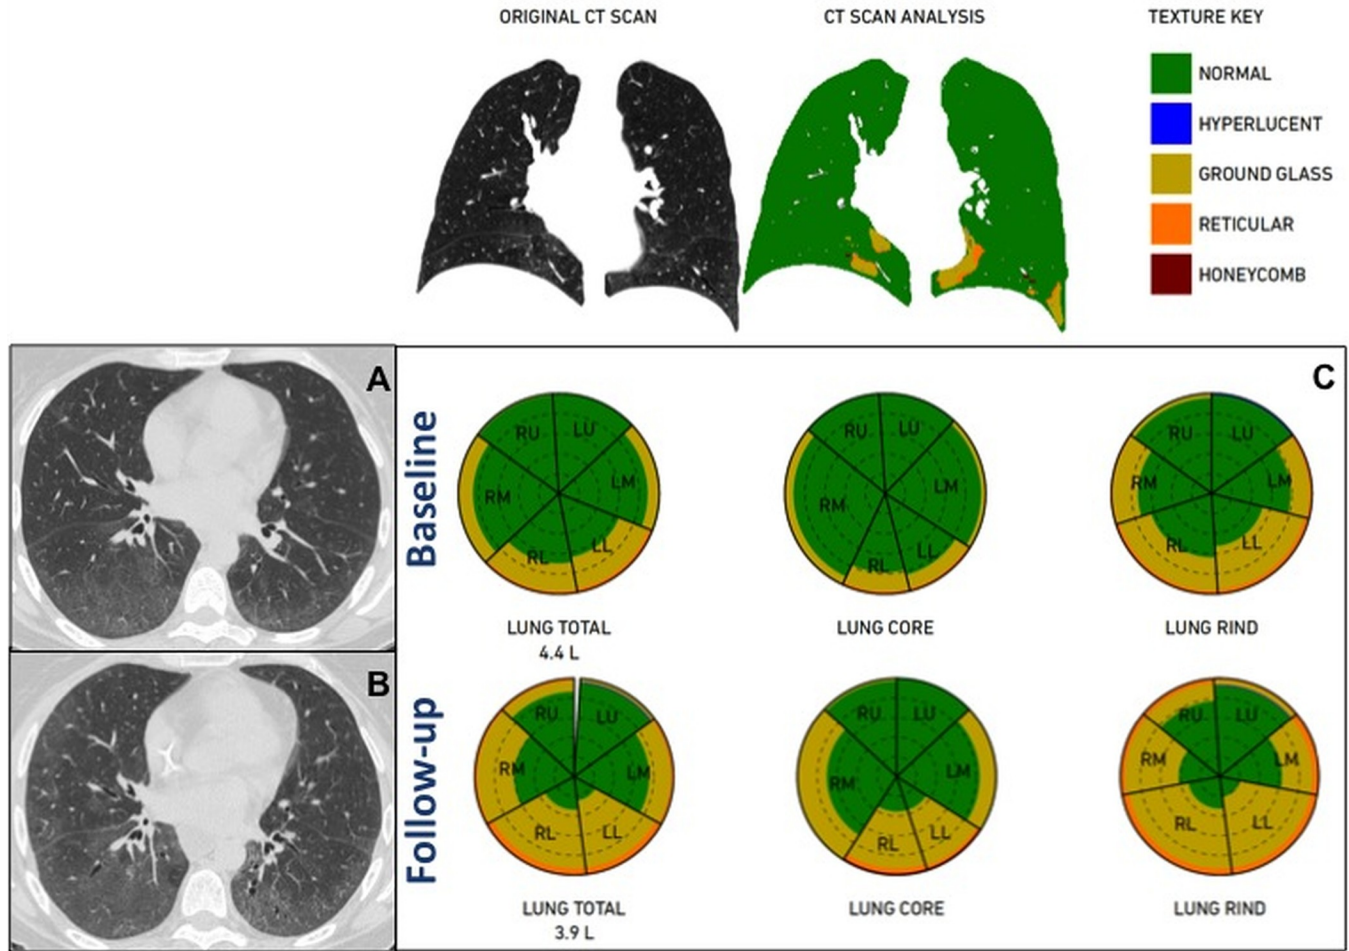 ORIGINAL CT SCAN
CT SCAN ANALYSIS
TEXTURE KEY
NORMAL
HYPERLUCENT
GROUND GLASS
RETICULAR
HONEYCOMB
A
B
C
Baseline
RU LU
RM LM
RL LL
LUNG TOTAL
4.4 L
RU LU
RM LM
RL LL
LUNG CORE
RU LU
RM LM
RL LL
LUNG RIND
Follow-up
RU LU
RM LM
RL LL
LUNG TOTAL
3.9 L
RU LU
RM LM
RL LL
LUNG CORE
RU LU
RM LM
RL LL
LUNG RIND